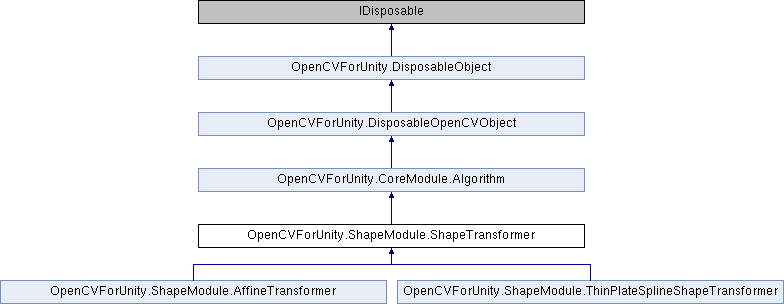 IDisposable
OpenCVForUnity.DisposableObject
OpenCVForUnity.DisposableOpenCVObject
OpenCVForUnity.CoreModule.Algorithm
OpenCVForUnity.ShapeModule.ShapeTransformer
OpenCVForUnity.ShapeModule.AffineTransformer
OpenCVForUnity.ShapeModule.ThinPlateSplineShapeTransformer